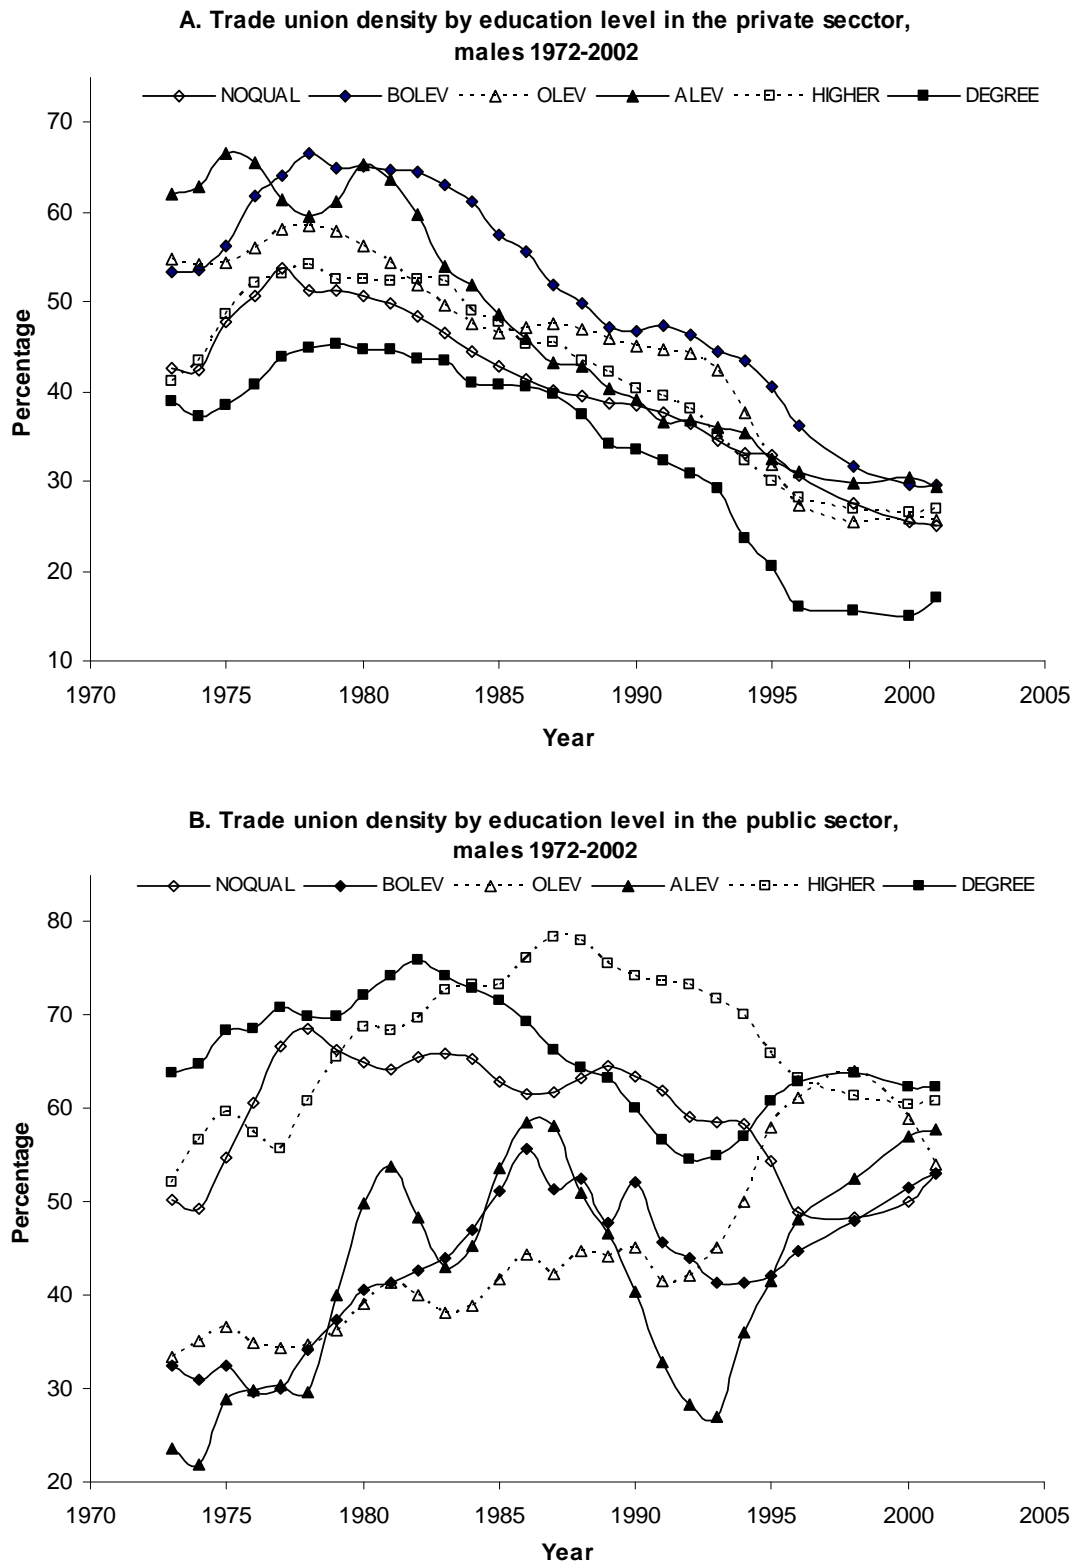 A. Trade union density by education level in the private secctor,
males 1972-2002
NOQUAL BOLEV OLEV ALEV HIGHER DEGREE
70
60
50
40
30
20
10
Percentage
1970 1975 1980 1985 1990 1995 2000 2005
Year
B. Trade union density by education level in the public sector,
males 1972-2002
NOQUAL BOLEV OLEV ALEV HIGHER DEGREE
80
70
60
50
40
30
20
Percentage
1970 1975 1980 1985 1990 1995 2000 2005
Year